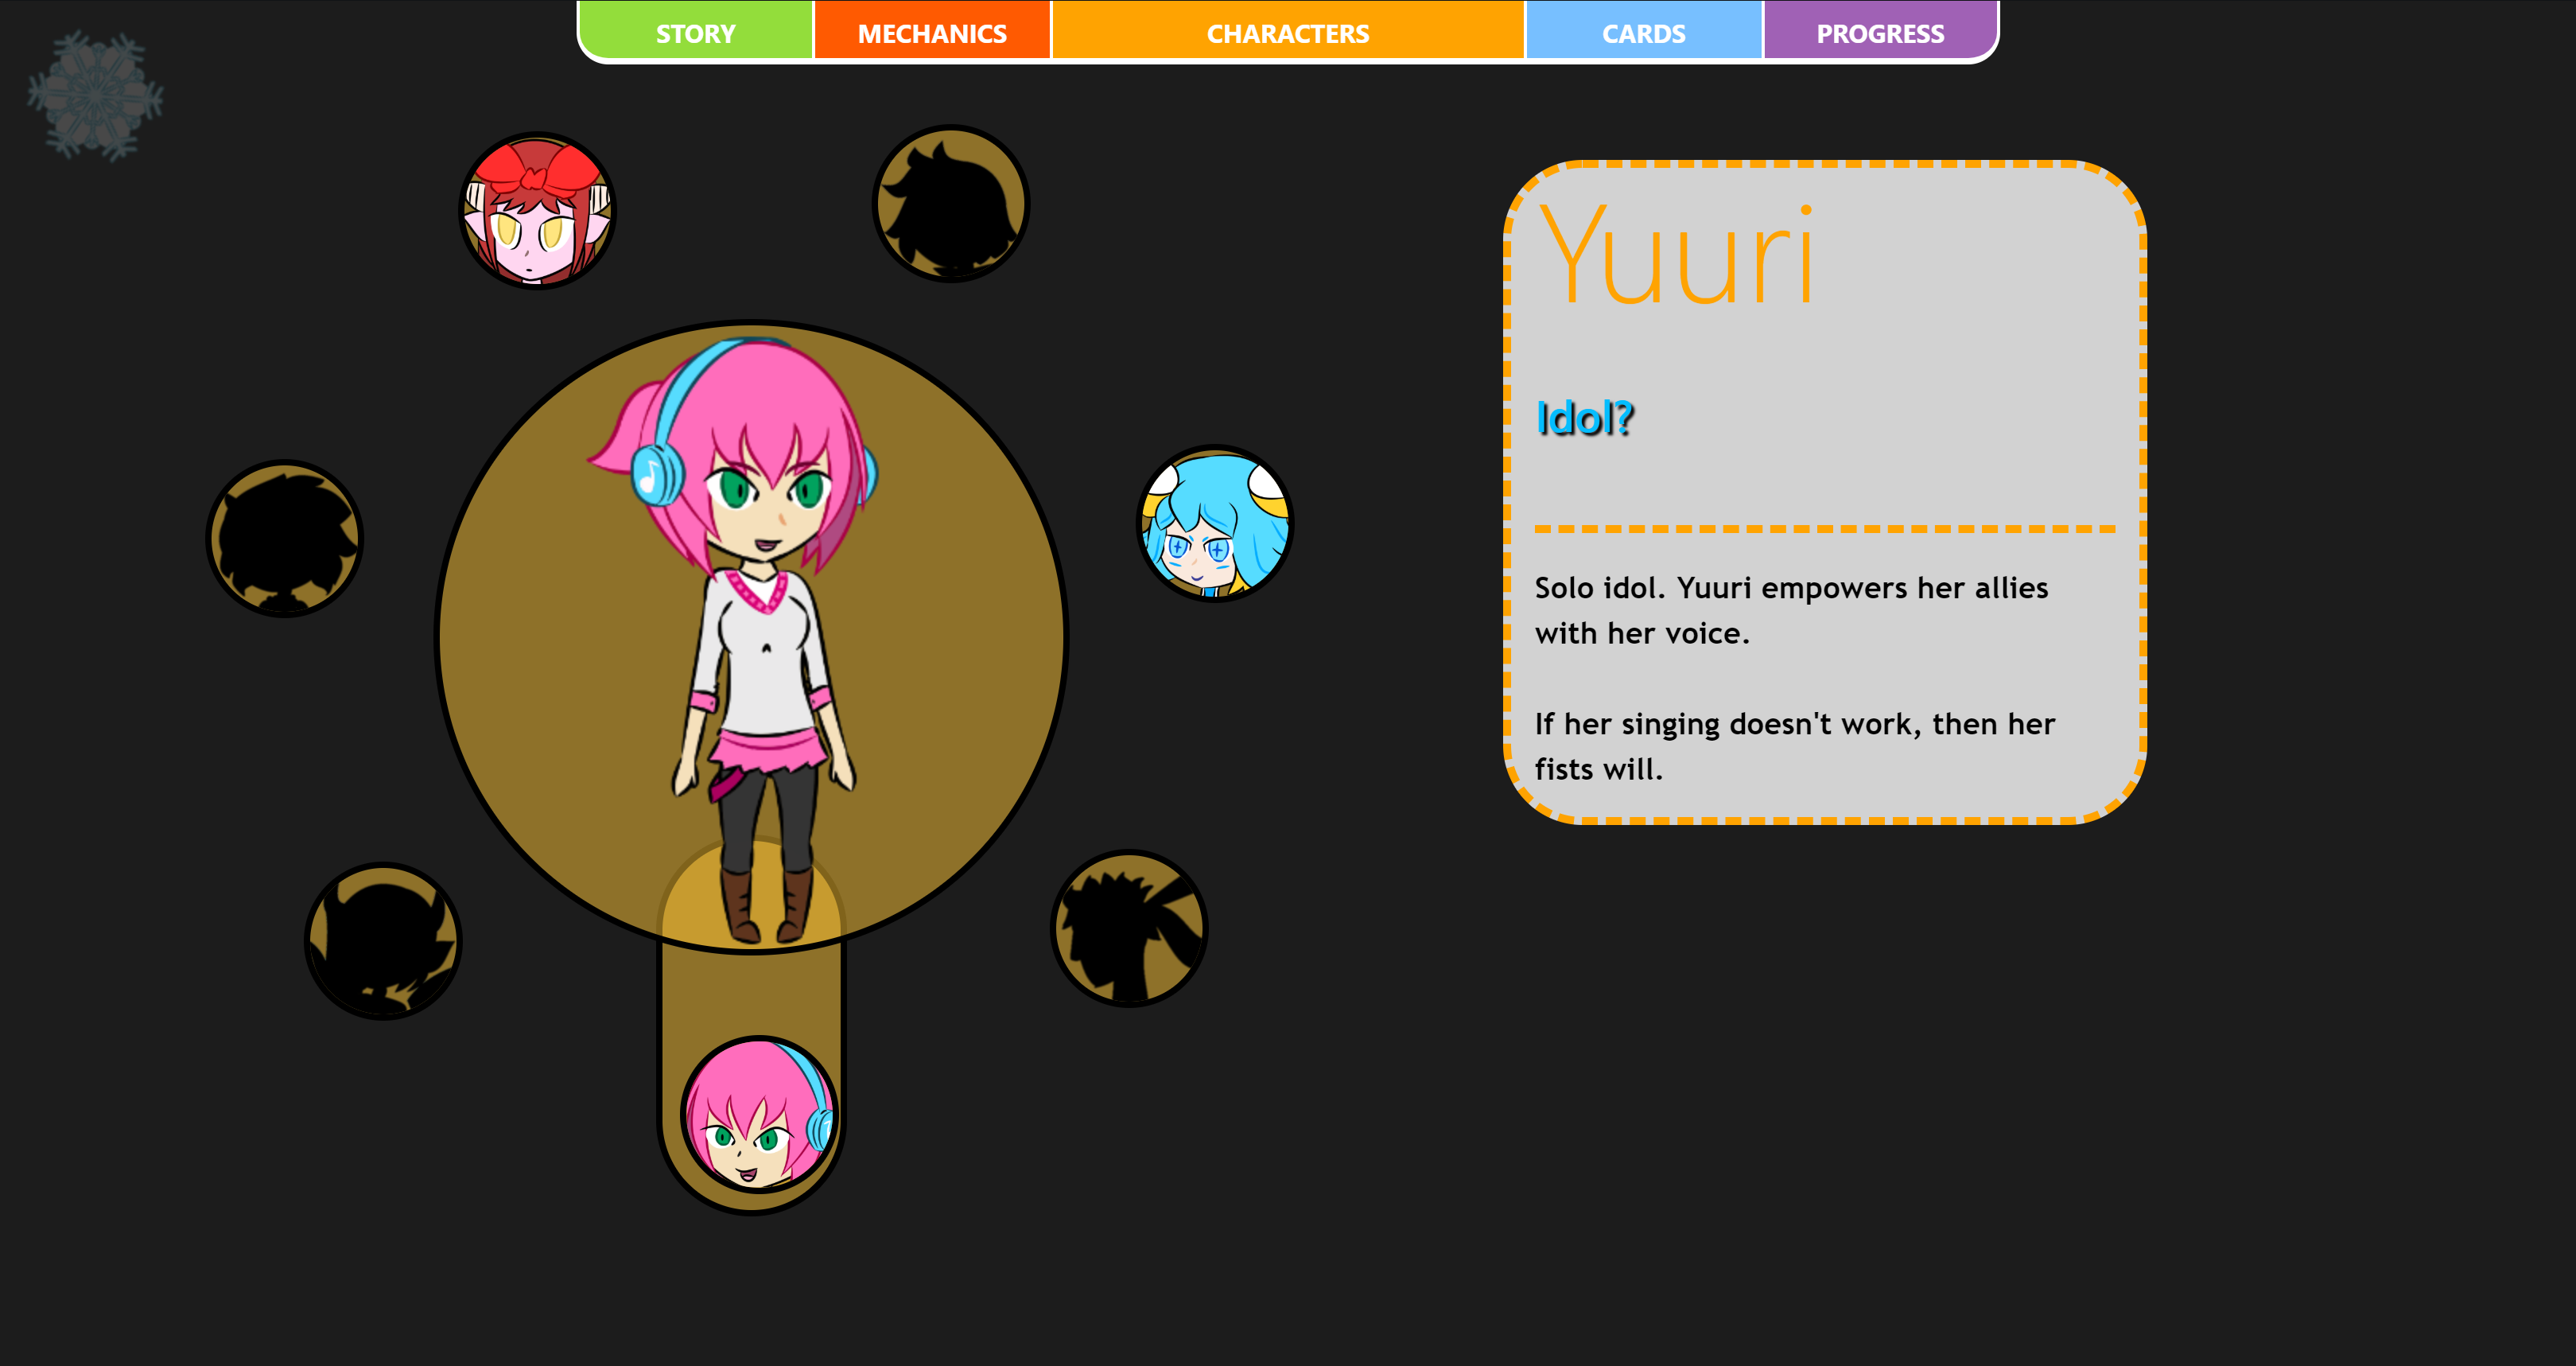 STORY
MECHANICS
CHARACTERS
CARDS
PROGRESS
Yuuri
Idol?
Solo idol. Yuuri empowers her allies
with her voice.
If her singing doesn't work, then her
fists will.